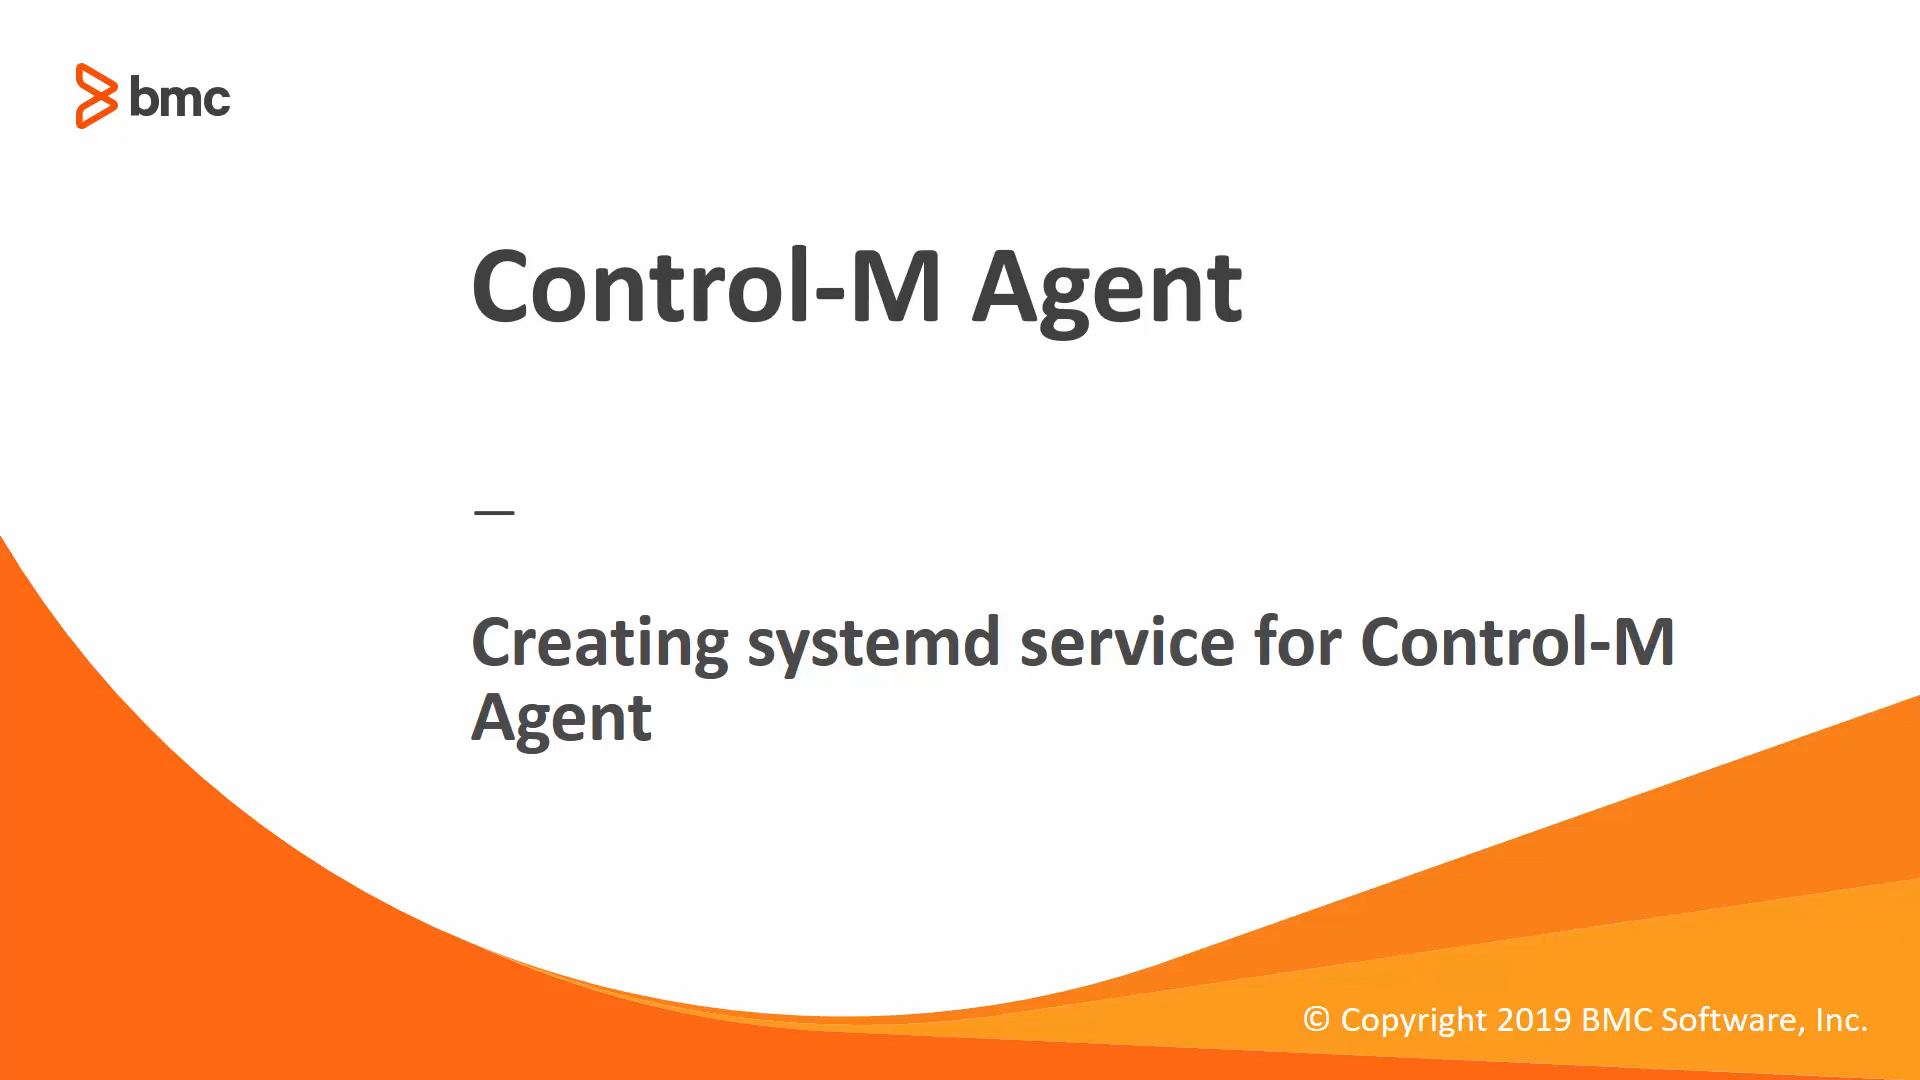 bmc
Control-M Agent
—
Creating systemd service for Control-M
Agent
© Copyright 2019 BMC Software, Inc.